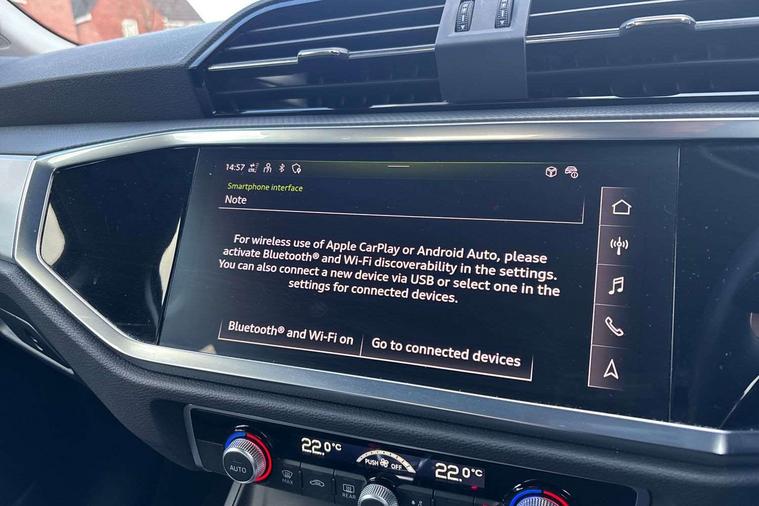 14:57
Smartphone interface
Note
For wireless use of Apple CarPlay or Android Auto, please
activate Bluetooth® and Wi-Fi discoverability in the settings.
You can also connect a new device via USB or select one in the
settings for connected devices.
Bluetooth® and Wi-Fi on
Go to connected devices
22.0°C
PUSH OFF
22.0°C
AUTO
MAX
REAR